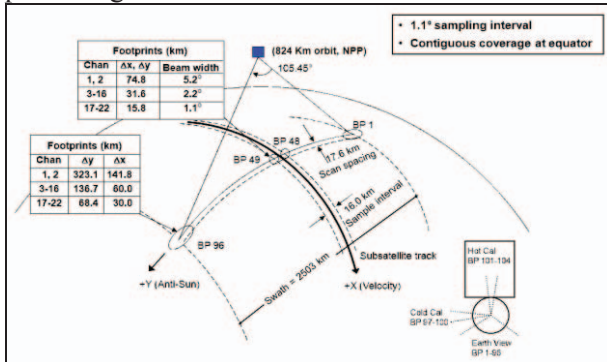 • 1.1° sampling interval
• Contiguous coverage at equator
Footprints (km)
Chan Δx, Δy Beam width
1, 2 74.8 5.2°
3-16 31.6 2.2°
17-22 15.8 1.1°
(824 Km orbit, NPP)
105.45°
Footprints (km)
Chan Δy Δx
1, 2 323.1 141.8
3-16 136.7 60.0
17-22 68.4 30.0
BP 1
BP 48
BP 49
17.6 km
Scan spacing
16.0 km
Sample interval
BP 96
Subsatellite track
Swath = 2503 km
+Y (Anti-Sun)
+X (Velocity)
Hot Cal
BP 101-104
Cold Cal
BP 97-100
Earth View